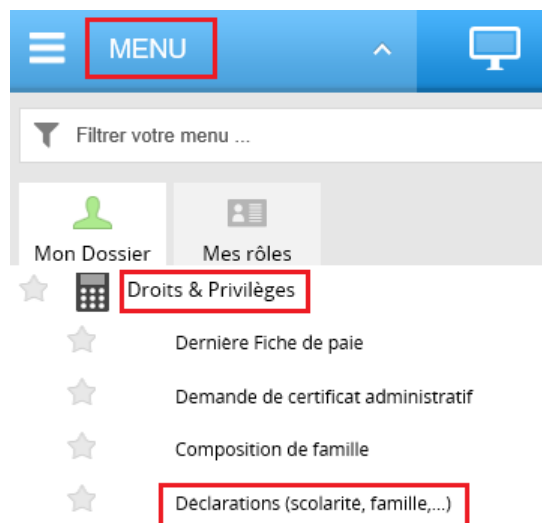 MENU
Filtrer votre menu ...
Mon Dossier Mes rôles
Droits & Privilèges
Dernière Fiche de paie
Demande de certificat administratif
Composition de famille
Déclarations (scolarité, famille,...)